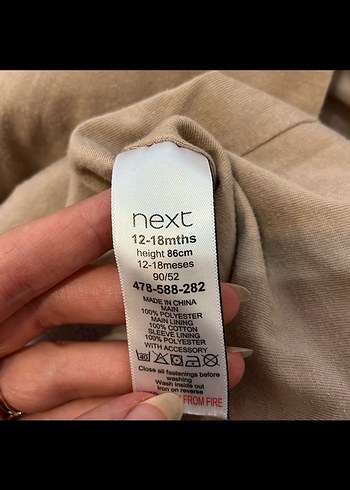 next
12-18mths
height 86cm
12-18meses
90/52
478-588-282
MADE IN CHINA
MAIN
100% POLYESTER
MAIN LINING
100% COTTON
SLEEVE LINING
100% POLYESTER
WITH ACCESSORY
40
Close all fastenings before
washing
Wash inside out
Iron on reverse
FROM FIRE